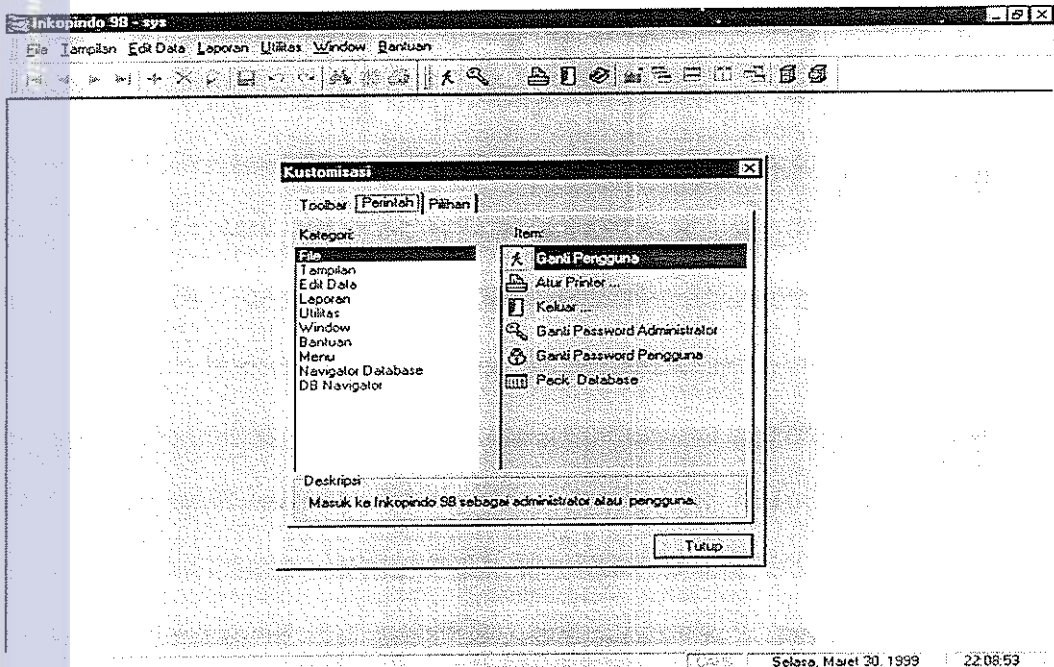 Inkopindo 98 - sys
File Tampilan Edit Data Laporan Utilitas Window Bantuan
Kustomisasi
Toolbar Perintah Pilihan
Kategori: Item:
File
Tampilan
Edit Data
Laporan
Utilitas
Window
Bantuan
Menu
Navigator Database
DB Navigator
Ganti Pengguna
Atur Printer ...
Keluar ...
Ganti Password Administrator
Ganti Password Pengguna
Pack Database
Deskripsi
Masuk ke Inkopindo 98 sebagai administrator atau pengguna.
Tutup
CAPS Selasa, Maret 30, 1999 22:08:53